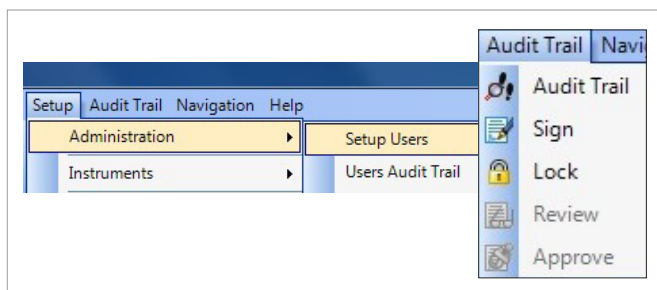 Setup Audit Trail Navigation Help
Administration
Instruments
Setup Users
Users Audit Trail
Audit Trail Navi
Audit Trail
Sign
Lock
Review
Approve